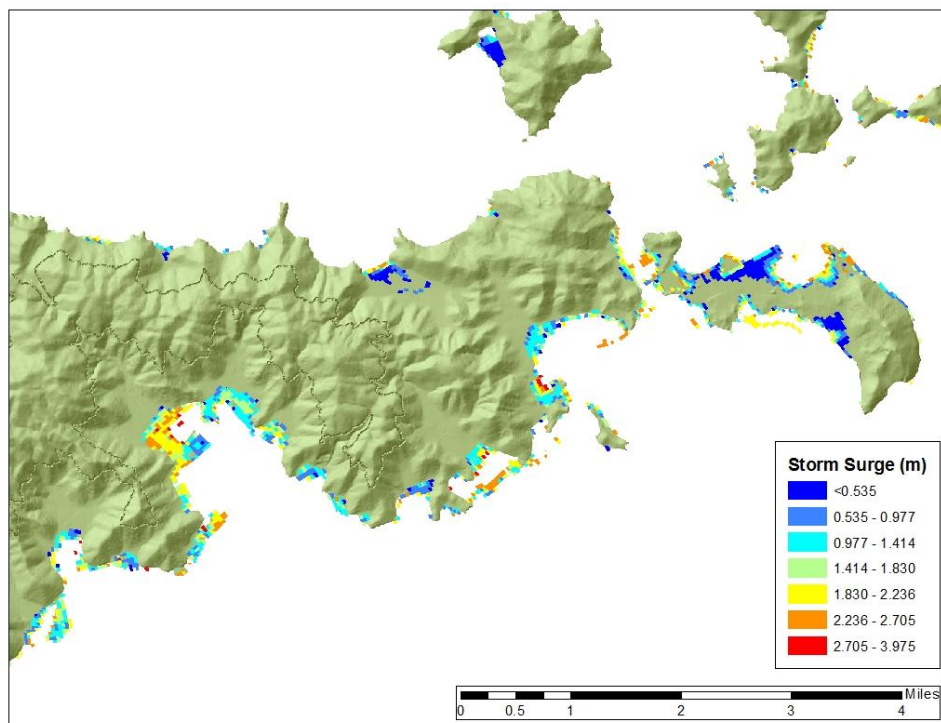 Storm Surge (m)
<0.535
0.535 - 0.977
0.977 - 1.414
1.414 - 1.830
1.830 - 2.236
2.236 - 2.705
2.705 - 3.975
Miles
0 0.5 1 2 3 4